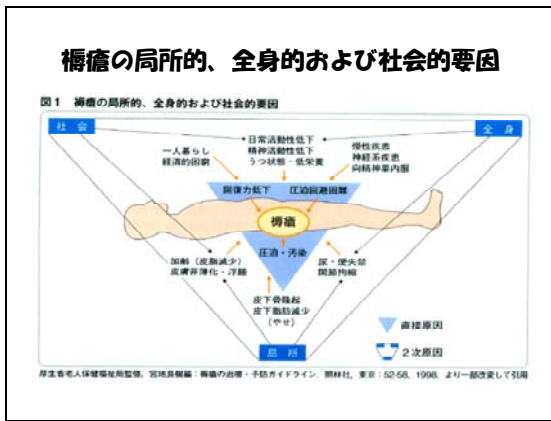 褥瘡の局所的、全身的および社会的要因
図1 褥瘡の局所的、全身的および社会的要因
社会
全身
日常活動性低下
精神活動性低下
うつ状態・低栄養
一人暮らし
経済的困窮
慢性疾患
神経系疾患
向精神薬内服
回復力低下
圧迫回避困難
褥瘡
圧迫・汚染
加齢(皮脂減少)
皮膚菲薄化・浮腫
尿・便失禁
関節拘縮
皮下骨隆起
皮下脂肪減少
(やせ)
直接原因
局所
2次原因
厚生省老人保健福祉局監修，宮地良樹編：褥瘡の治療・予防ガイドライン．照林社，東京：52-58，1998．より一部改変して引用